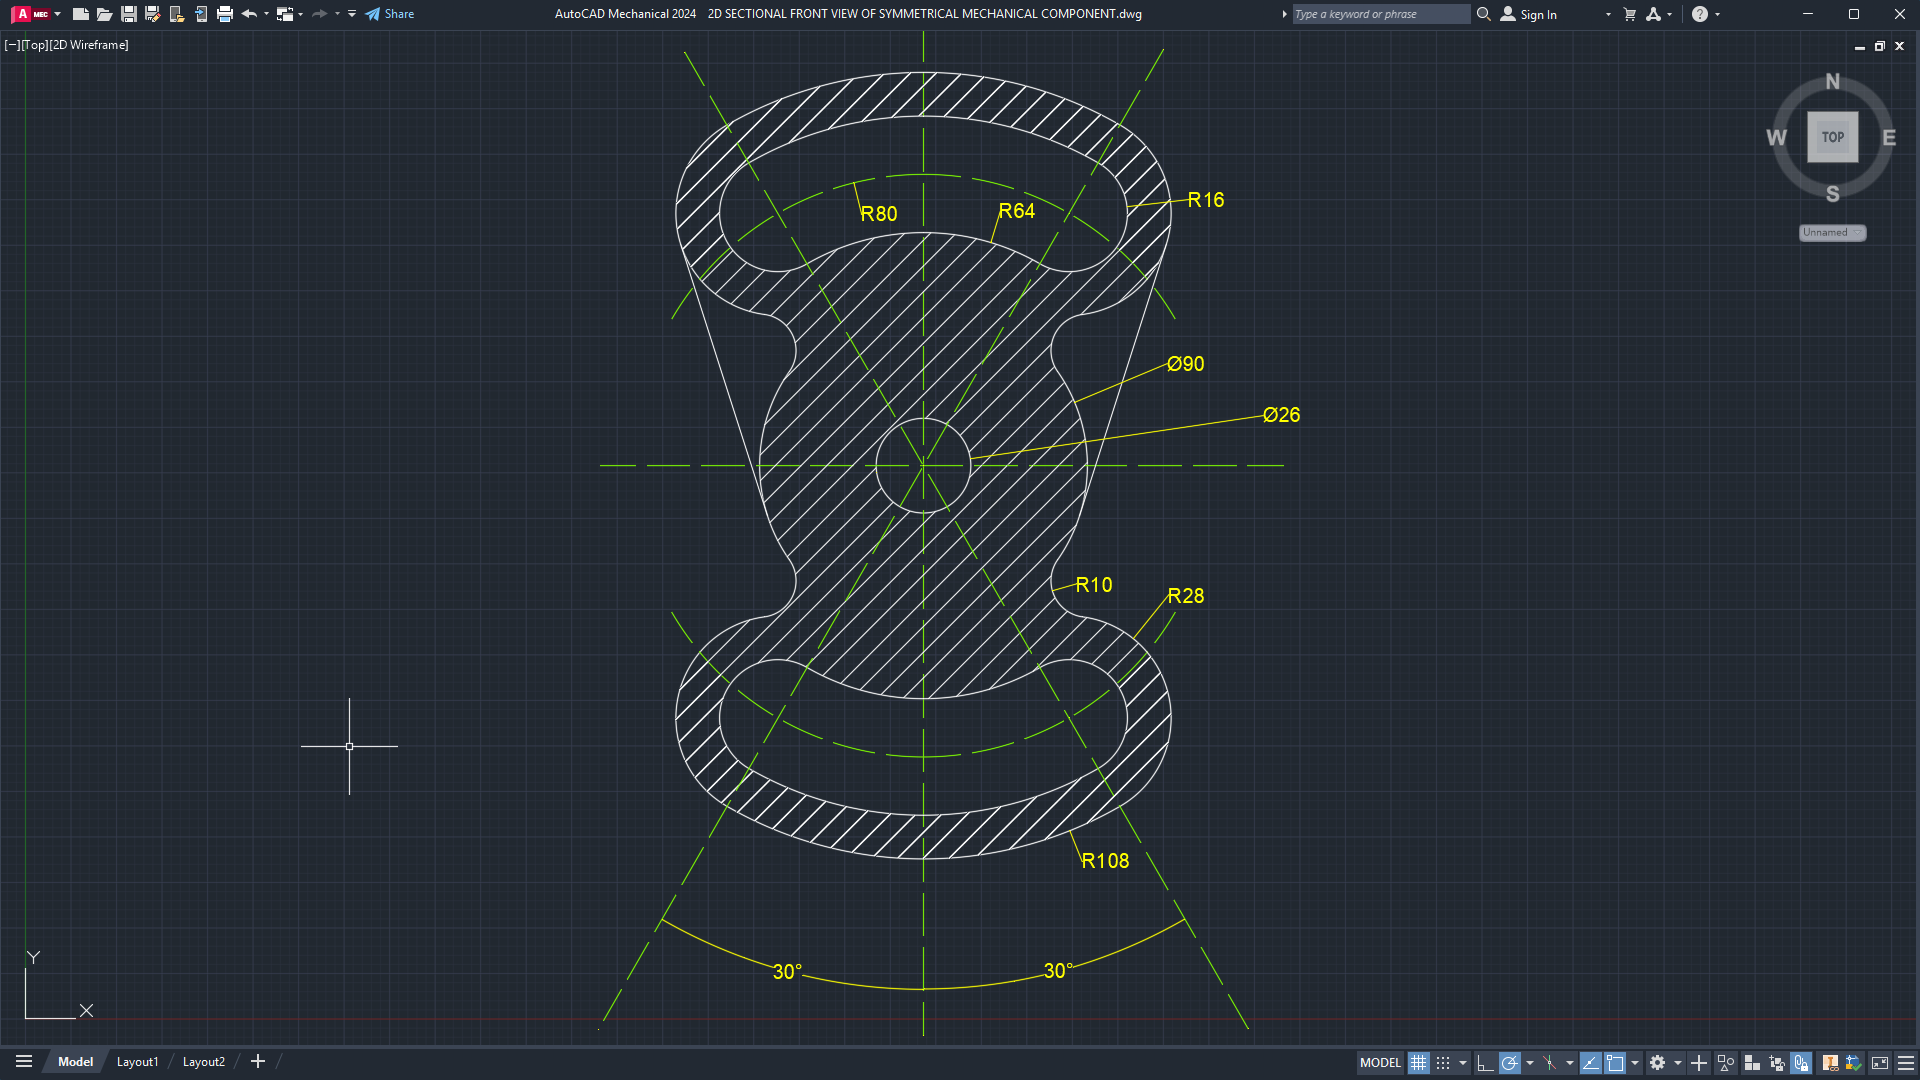 A MEC Share AutoCAD Mechanical 2024 2D SECTIONAL FRONT VIEW OF SYMMETRICAL MECHANICAL COMPONENT.dwg Type a keyword or phrase Sign In
[−][Top][2D Wireframe]
N
W TOP E
S
Unnamed
R16
R80
R64
Ø90
Ø26
R10
R28
R108
30°
30°
Y
X
Model Layout1 Layout2 MODEL